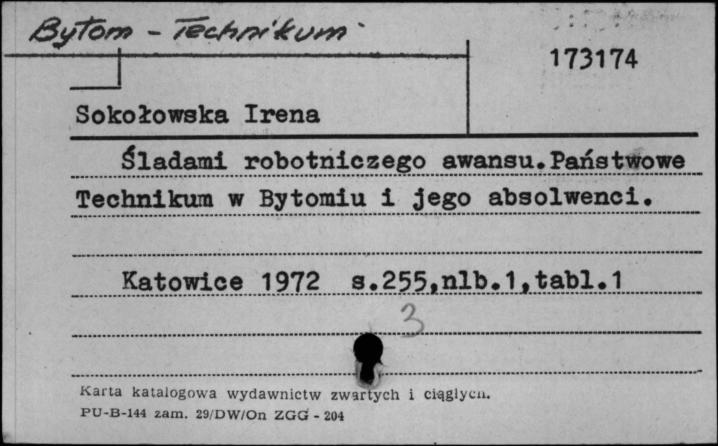 Bytom - Technikum
173174
Sokołowska Irena
Śladami robotniczego awansu.Państwowe
Technikum w Bytomiu i jego absolwenci.
Katowice 1972 s.255,nlb.1,tabl.1
3
Karta katalogowa wydawnictw zwartych i ciągłych.
PU-B-144 zam. 29/DW/On ZGG - 204